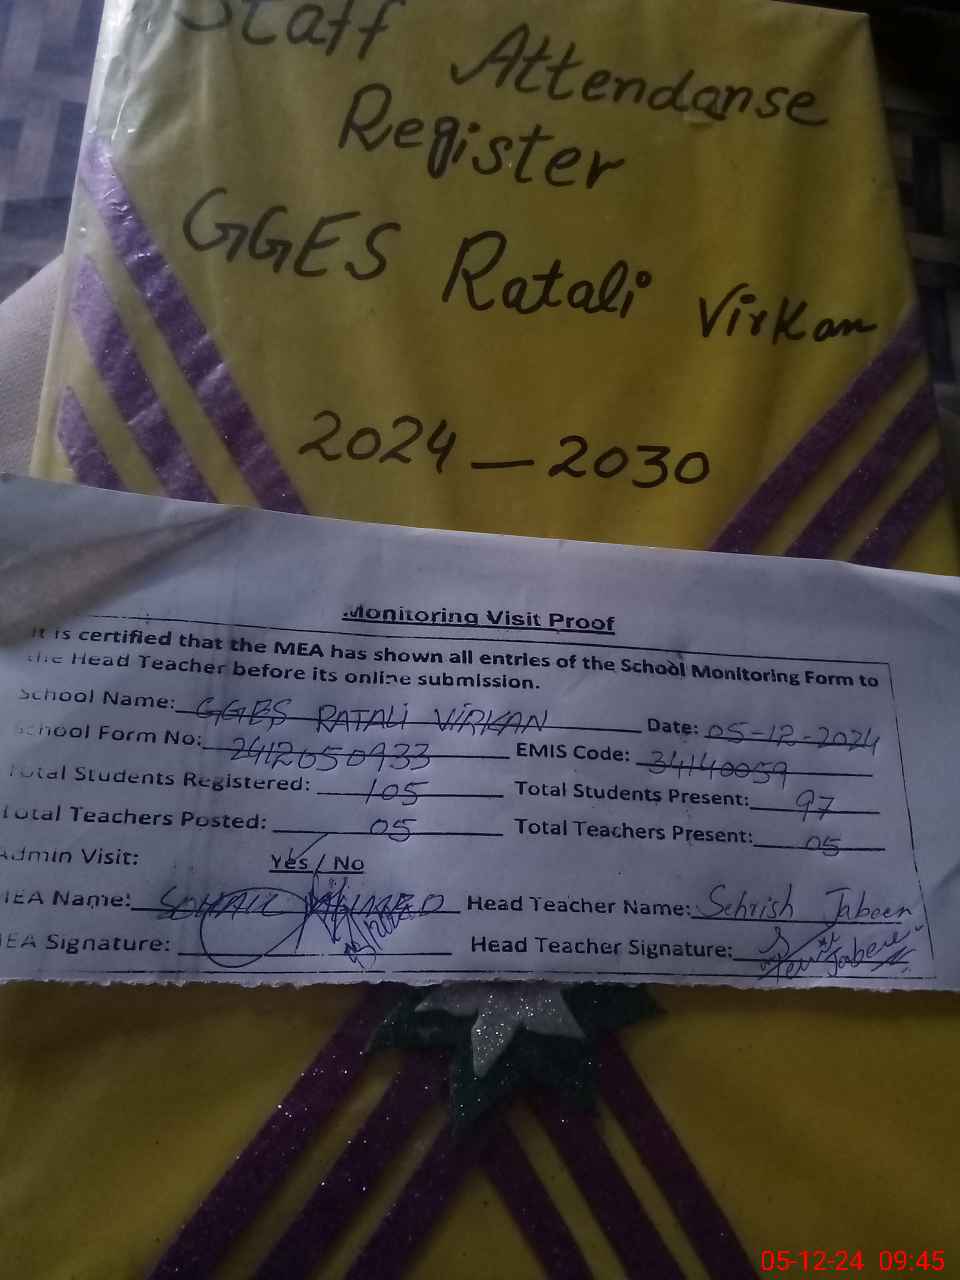 Staff Attendanse
Register
GGES Ratali Virkan
2024 — 2030
Monitoring Visit Proof
It is certified that the MEA has shown all entries of the School Monitoring Form to
the Head Teacher before its online submission.
School Name: GGES RATALI VIRKAN Date: 05-12-2024
School Form No: 2412050933 EMIS Code: 34140059
Total Students Registered: 105 Total Students Present: 97
Total Teachers Posted: 05 Total Teachers Present: 05
Admin Visit: Yes / No
MEA Name: SOHAIL AHMED Head Teacher Name: Sehrish Jabeen
MEA Signature: Head Teacher Signature: Jabeen
05-12-24 09:45